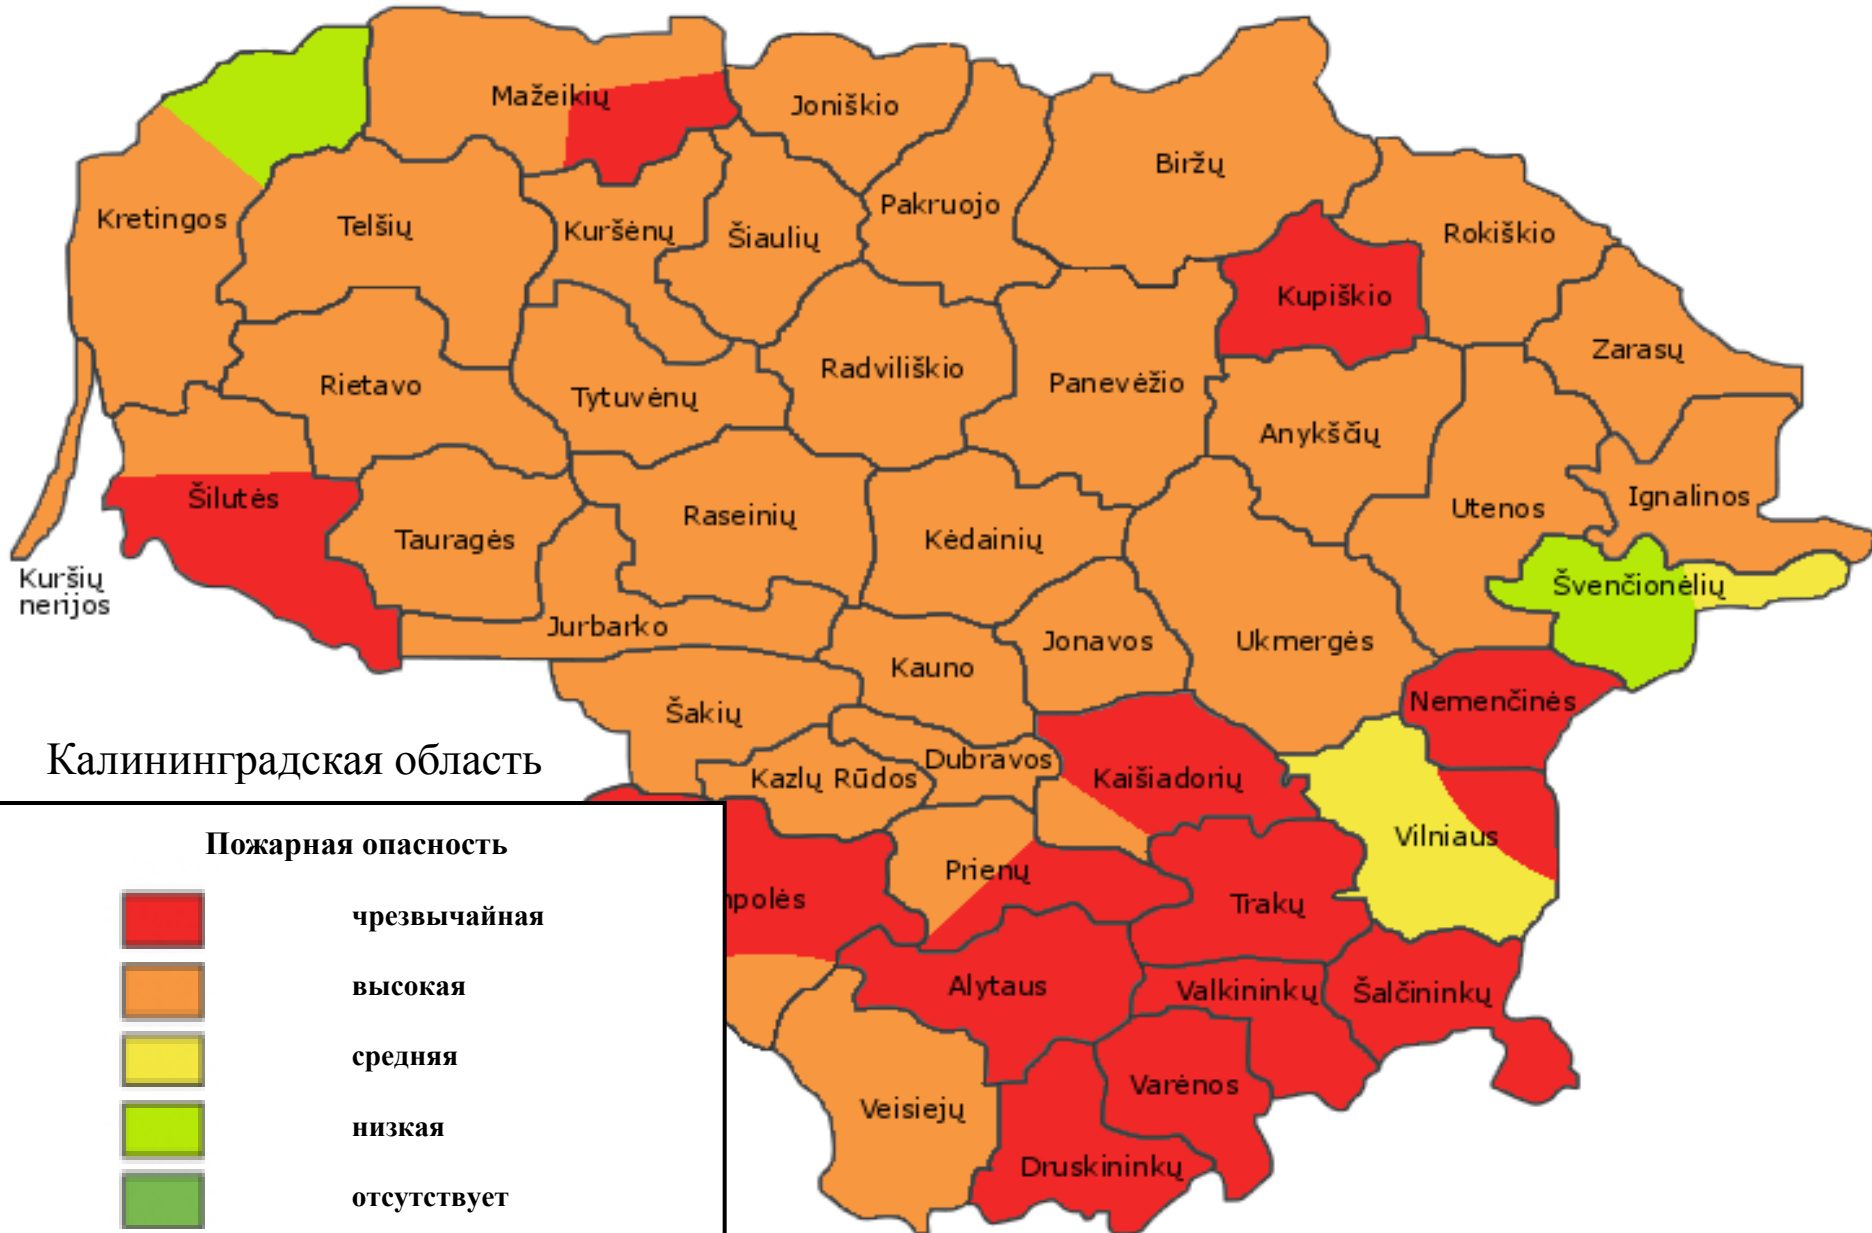 Mažeikių
Joniškio
Biržų
Kretingos
Telšių
Kuršėnų
Šiaulių
Pakruojo
Rokiškio
Kupiškio
Zarasų
Rietavo
Tytuvėnų
Radviliškio
Panevėžio
Anykščių
Šilutės
Tauragės
Raseinių
Kėdainių
Utenos
Ignalinos
Kuršių
nerijos
Švenčionėlių
Jurbarko
Kauno
Jonavos
Ukmergės
Šakių
Nemenčinės
Калининградская область
Kazlų Rūdos
Dubravos
Kaišiadorių
Vilniaus
Prienų
Trakų
polės
Alytaus
Valkininkų
Šalčininkų
Veisiejų
Varėnos
Druskininkų
Пожарная опасность
чрезвычайная
высокая
средняя
низкая
отсутствует